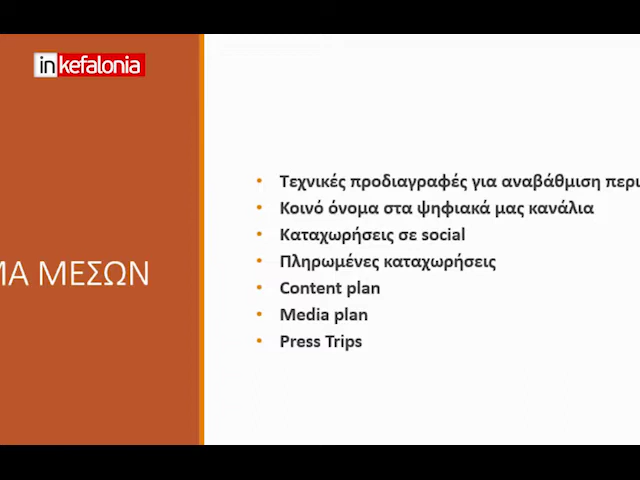 inkefalonia
ΜΑ ΜΕΣΩΝ
• Τεχνικές προδιαγραφές για αναβάθμιση
• Κοινό όνομα στα ψηφιακά μας κανάλια
• Καταχωρήσεις σε social
• Πληρωμένες καταχωρήσεις
• Content plan
• Media plan
• Press Trips